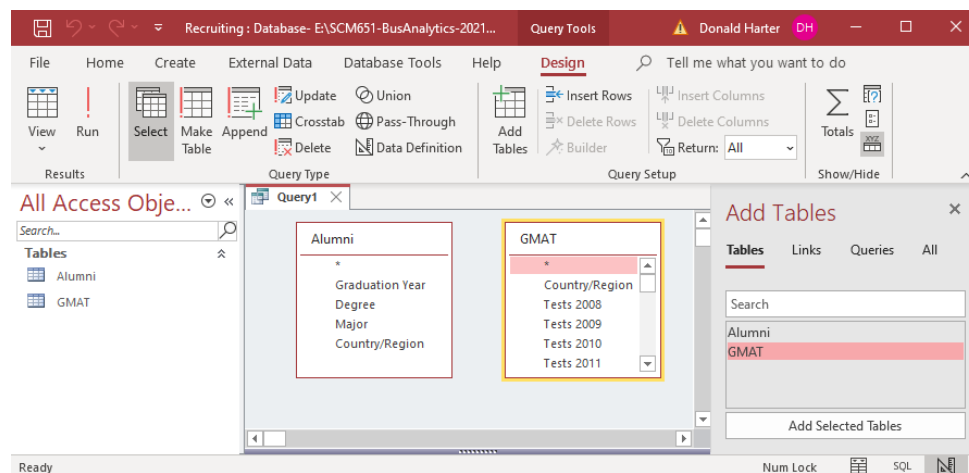 Recruiting : Database- E:\SCM651-BusAnalytics-2021... Query Tools Donald Harter DH
File Home Create External Data Database Tools Help Design Tell me what you want to do
View Run Select Make Table Append Update Crosstab Delete Union Pass-Through Data Definition Add Tables Insert Rows Delete Rows Builder Insert Columns Delete Columns Return: All Totals
Results Query Type Query Setup Show/Hide
All Access Obje...
Search...
Tables
Alumni
GMAT
Query1
Alumni
*
Graduation Year
Degree
Major
Country/Region
GMAT
*
Country/Region
Tests 2008
Tests 2009
Tests 2010
Tests 2011
Add Tables
Tables Links Queries All
Search
Alumni
GMAT
Add Selected Tables
Ready Num Lock SQL